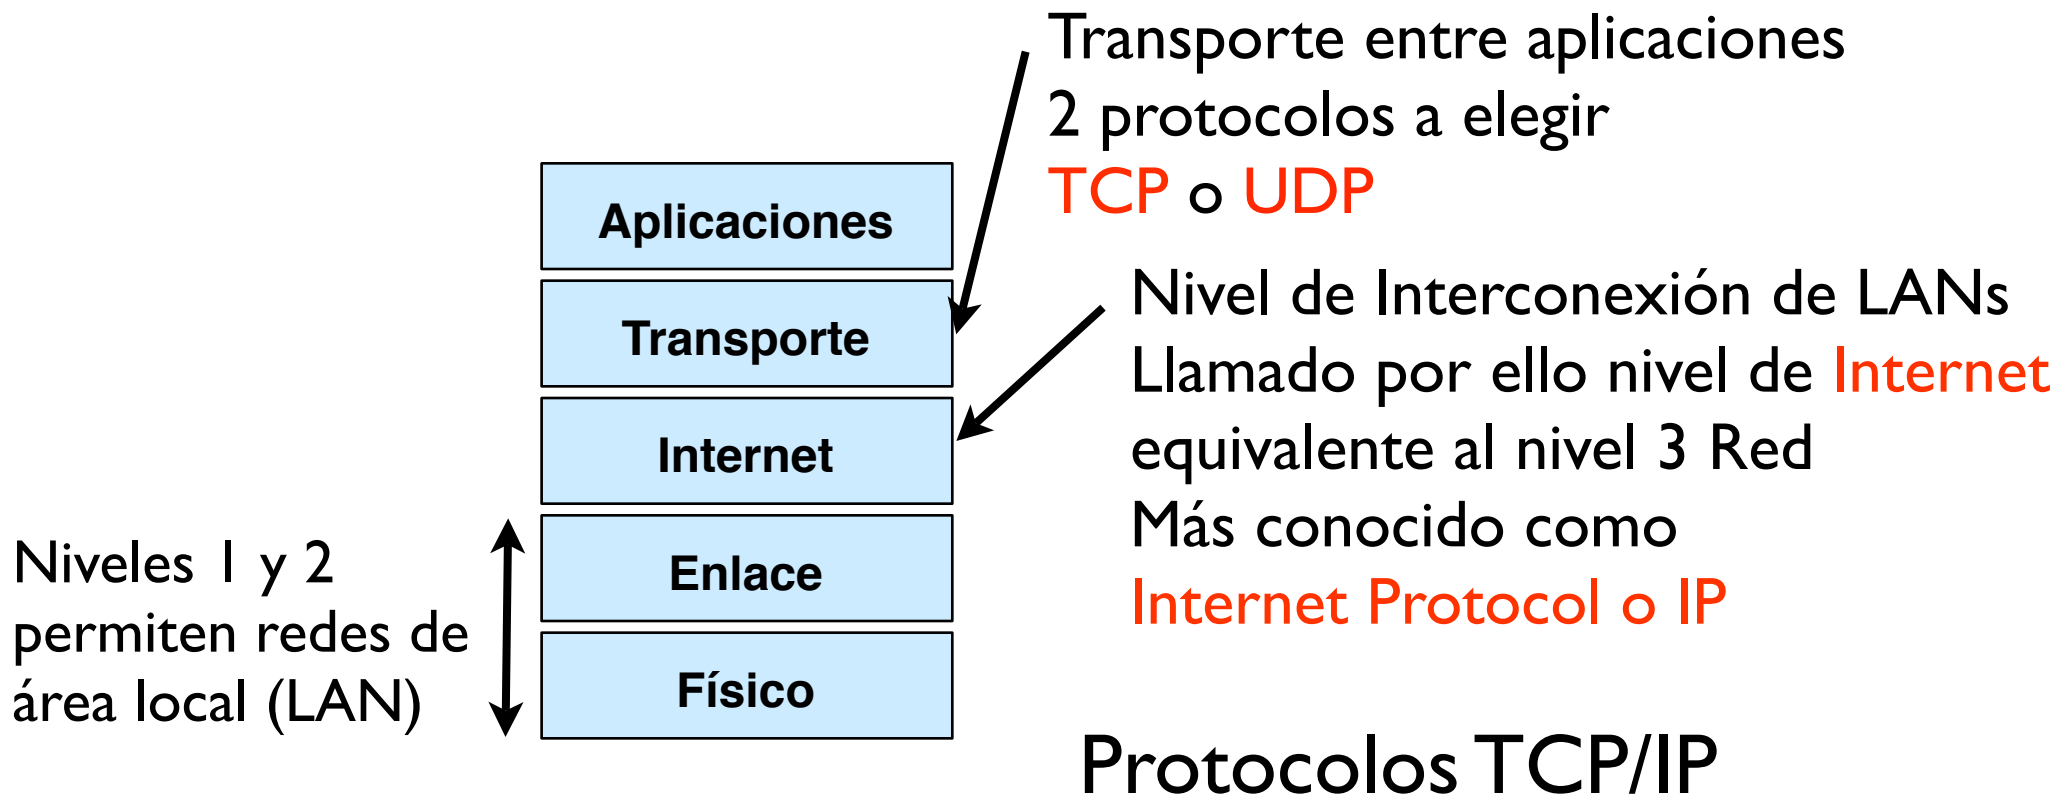 Transporte entre aplicaciones
2 protocolos a elegir
TCP o UDP
Aplicaciones
Transporte
Internet
Enlace
Físico
Nivel de Interconexión de LANs
Llamado por ello nivel de Internet
equivalente al nivel 3 Red
Más conocido como
Internet Protocol o IP
Niveles 1 y 2
permiten redes de
área local (LAN)
Protocolos TCP/IP